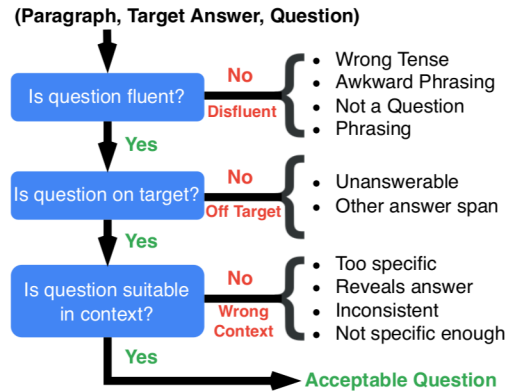 (Paragraph, Target Answer, Question)
Is question fluent?
No
Disfluent
• Wrong Tense
• Awkward Phrasing
• Not a Question
• Phrasing
Yes
Is question on target?
No
Off Target
• Unanswerable
• Other answer span
Yes
Is question suitable
in context?
No
Wrong
Context
• Too specific
• Reveals answer
• Inconsistent
• Not specific enough
Yes
Acceptable Question